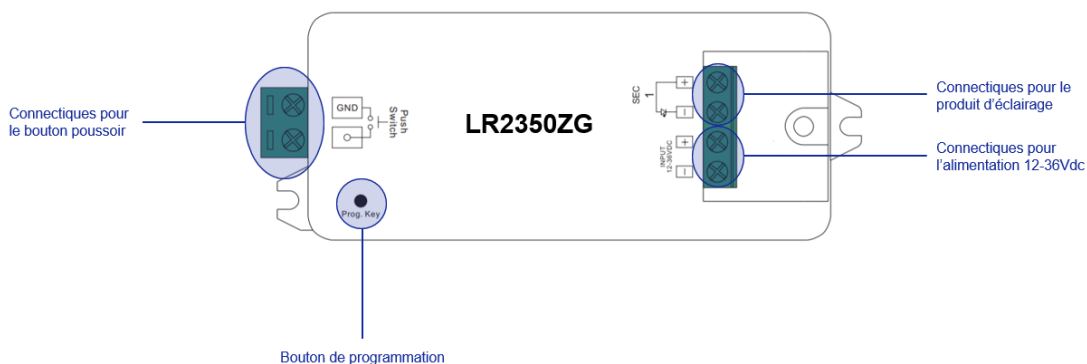 Connectiques pour
le bouton poussoir
GND
Push
Switch
Prog. Key
LR2350ZG
SEC
1
+
−
INPUT
12-36VDC
+
−
Connectiques pour le
produit d’éclairage
Connectiques pour
l’alimentation 12-36Vdc
Bouton de programmation